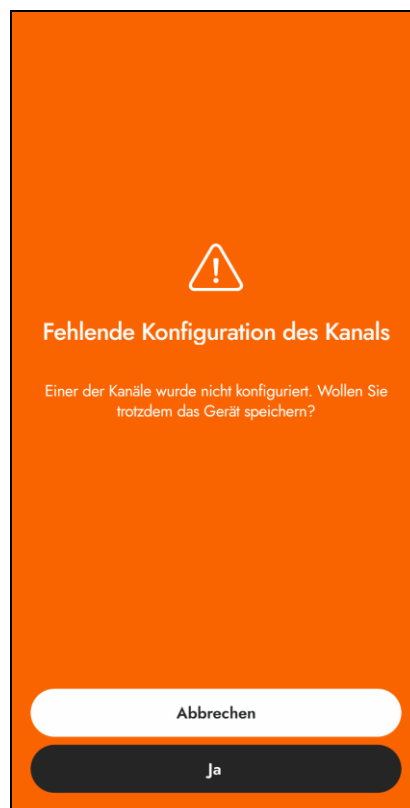 Fehlende Konfiguration des Kanals
Einer der Kanäle wurde nicht konfiguriert. Wollen Sie
trotzdem das Gerät speichern?
Abbrechen
Ja